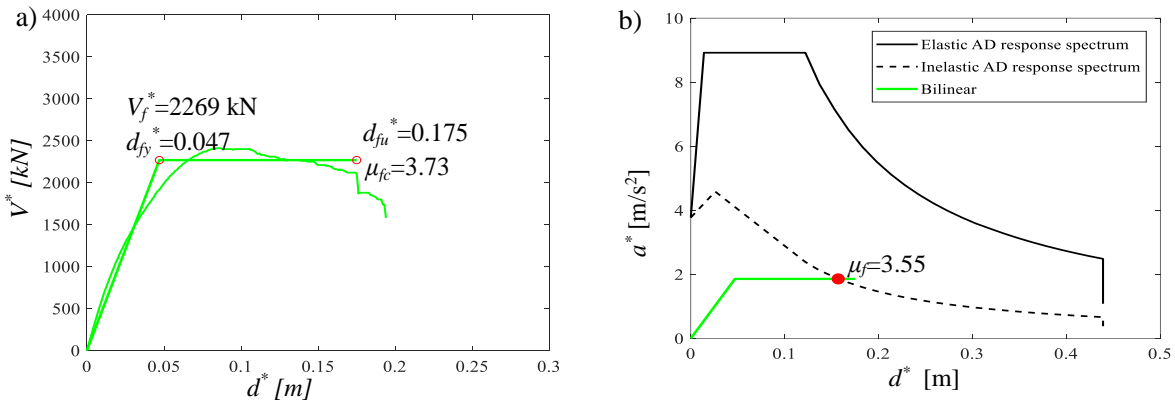 a)
4000
3500
3000
2500
2000
1500
1000
500
0
V* [kN]
V_f*=2269 kN
d_fy*=0.047
d_fu*=0.175
μ_fc=3.73
0 0.05 0.1 0.15 0.2 0.25 0.3
d* [m]
b)
10
8
6
4
2
0
a* [m/s²]
Elastic AD response spectrum
Inelastic AD response spectrum
Bilinear
μ_f=3.55
0 0.1 0.2 0.3 0.4 0.5
d* [m]